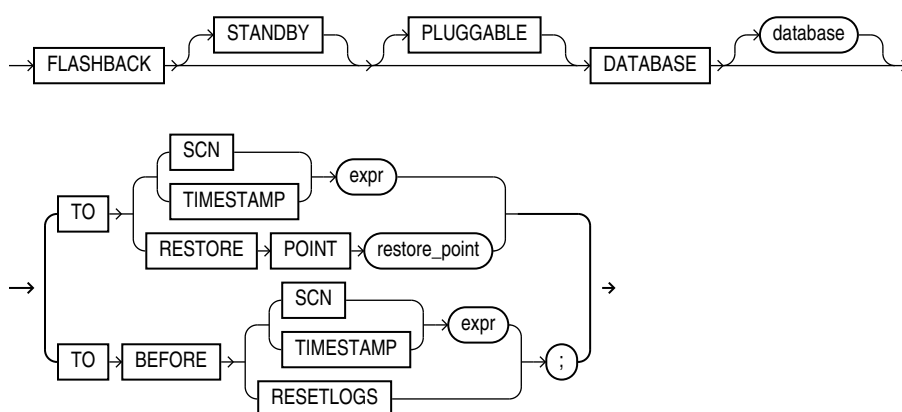 STANDBY
PLUGGABLE
database
FLASHBACK
DATABASE
SCN
expr
TIMESTAMP
TO
RESTORE POINT restore_point
SCN
expr
TIMESTAMP
TO BEFORE
;
RESETLOGS